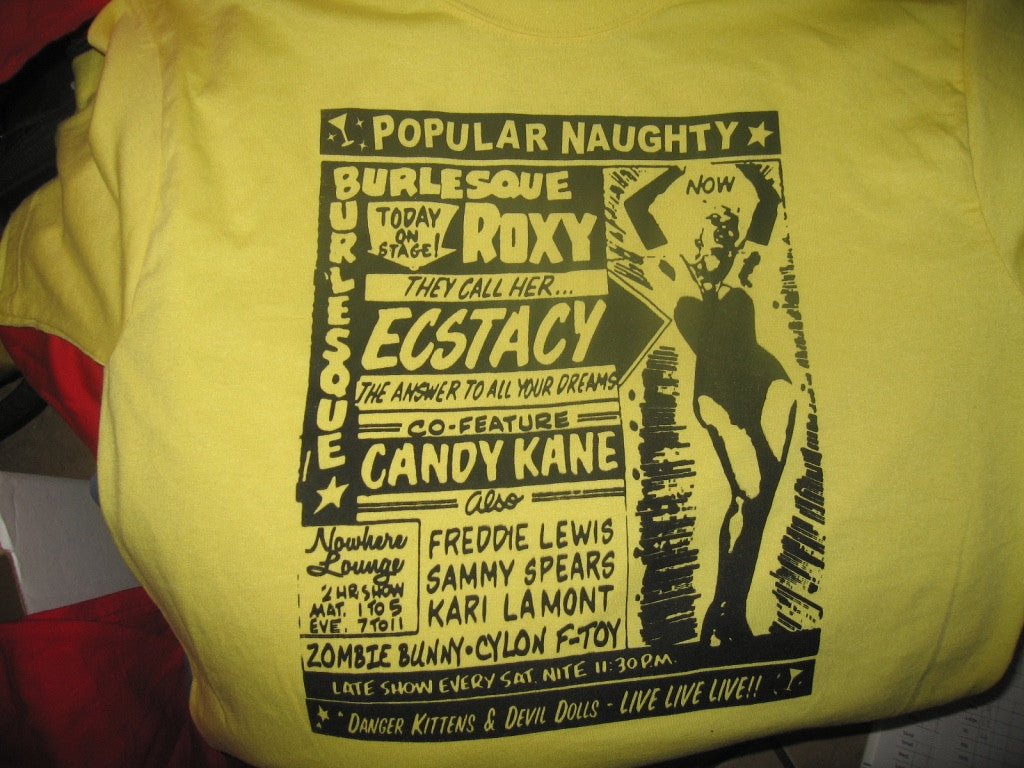 POPULAR NAUGHTY
BURLESQUE
BURLESQUE
TODAY
ON
STAGE!
ROXY
NOW
THEY CALL HER...
ECSTACY
THE ANSWER TO ALL YOUR DREAMS
CO-FEATURE
CANDY KANE
Also
Nowhere
Lounge
2 HR SHOW
MAT. 1 TO 5
EVE. 7 TO 11
FREDDIE LEWIS
SAMMY SPEARS
KARI LAMONT
ZOMBIE BUNNY • CYLON F-TOY
LATE SHOW EVERY SAT. NITE 11:30 PM.
DANGER KITTENS & DEVIL DOLLS - LIVE LIVE LIVE!!